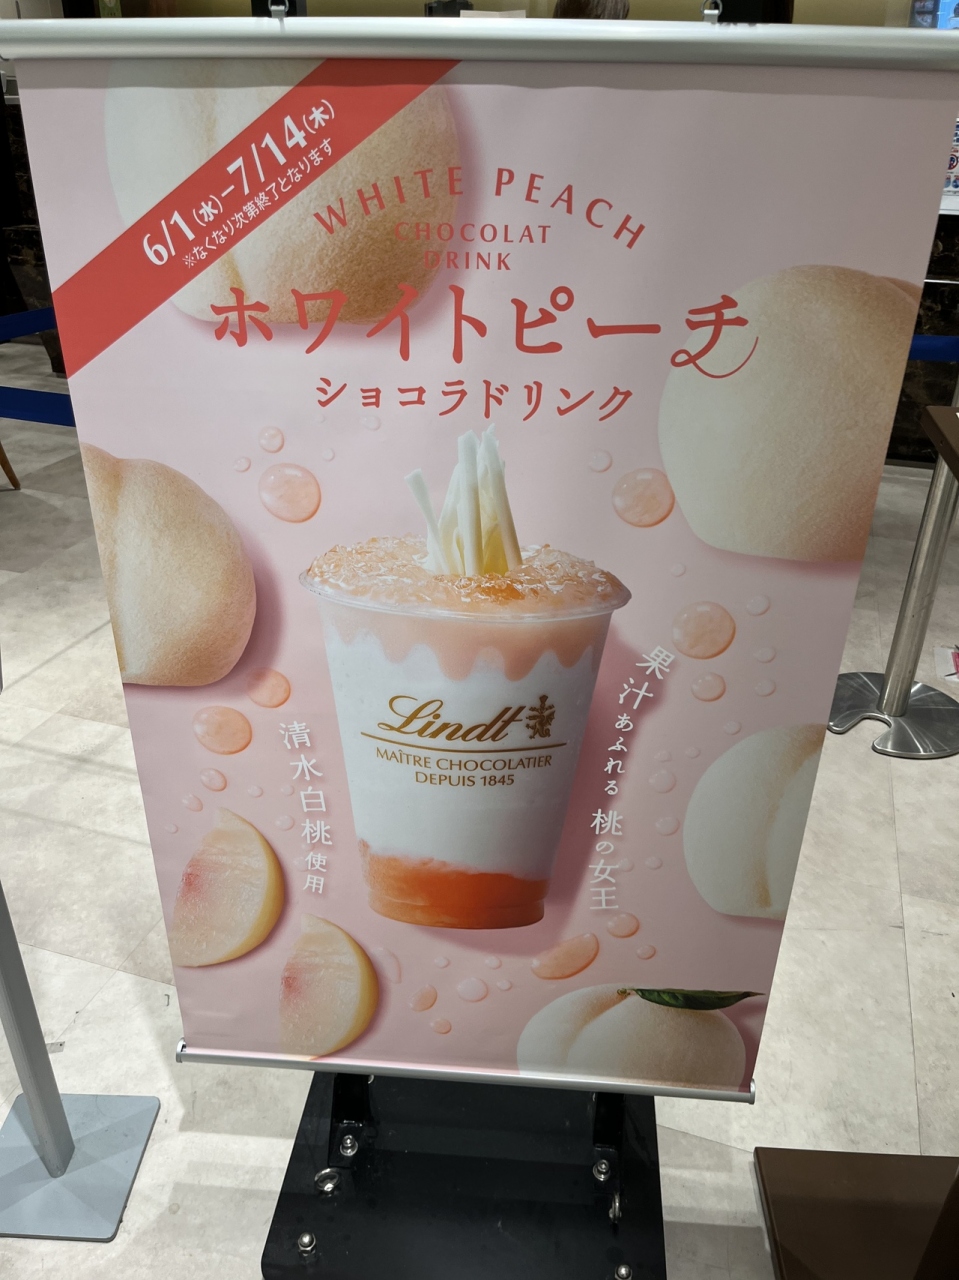 6/1(水)-7/14(木)
※なくなり次第終了となります
WHITE PEACH
CHOCOLAT
DRINK
ホワイトピーチ
ショコラドリンク
Lindt
MAÎTRE CHOCOLATIER
DEPUIS 1845
果汁あふれる 桃の女王
清水白桃使用